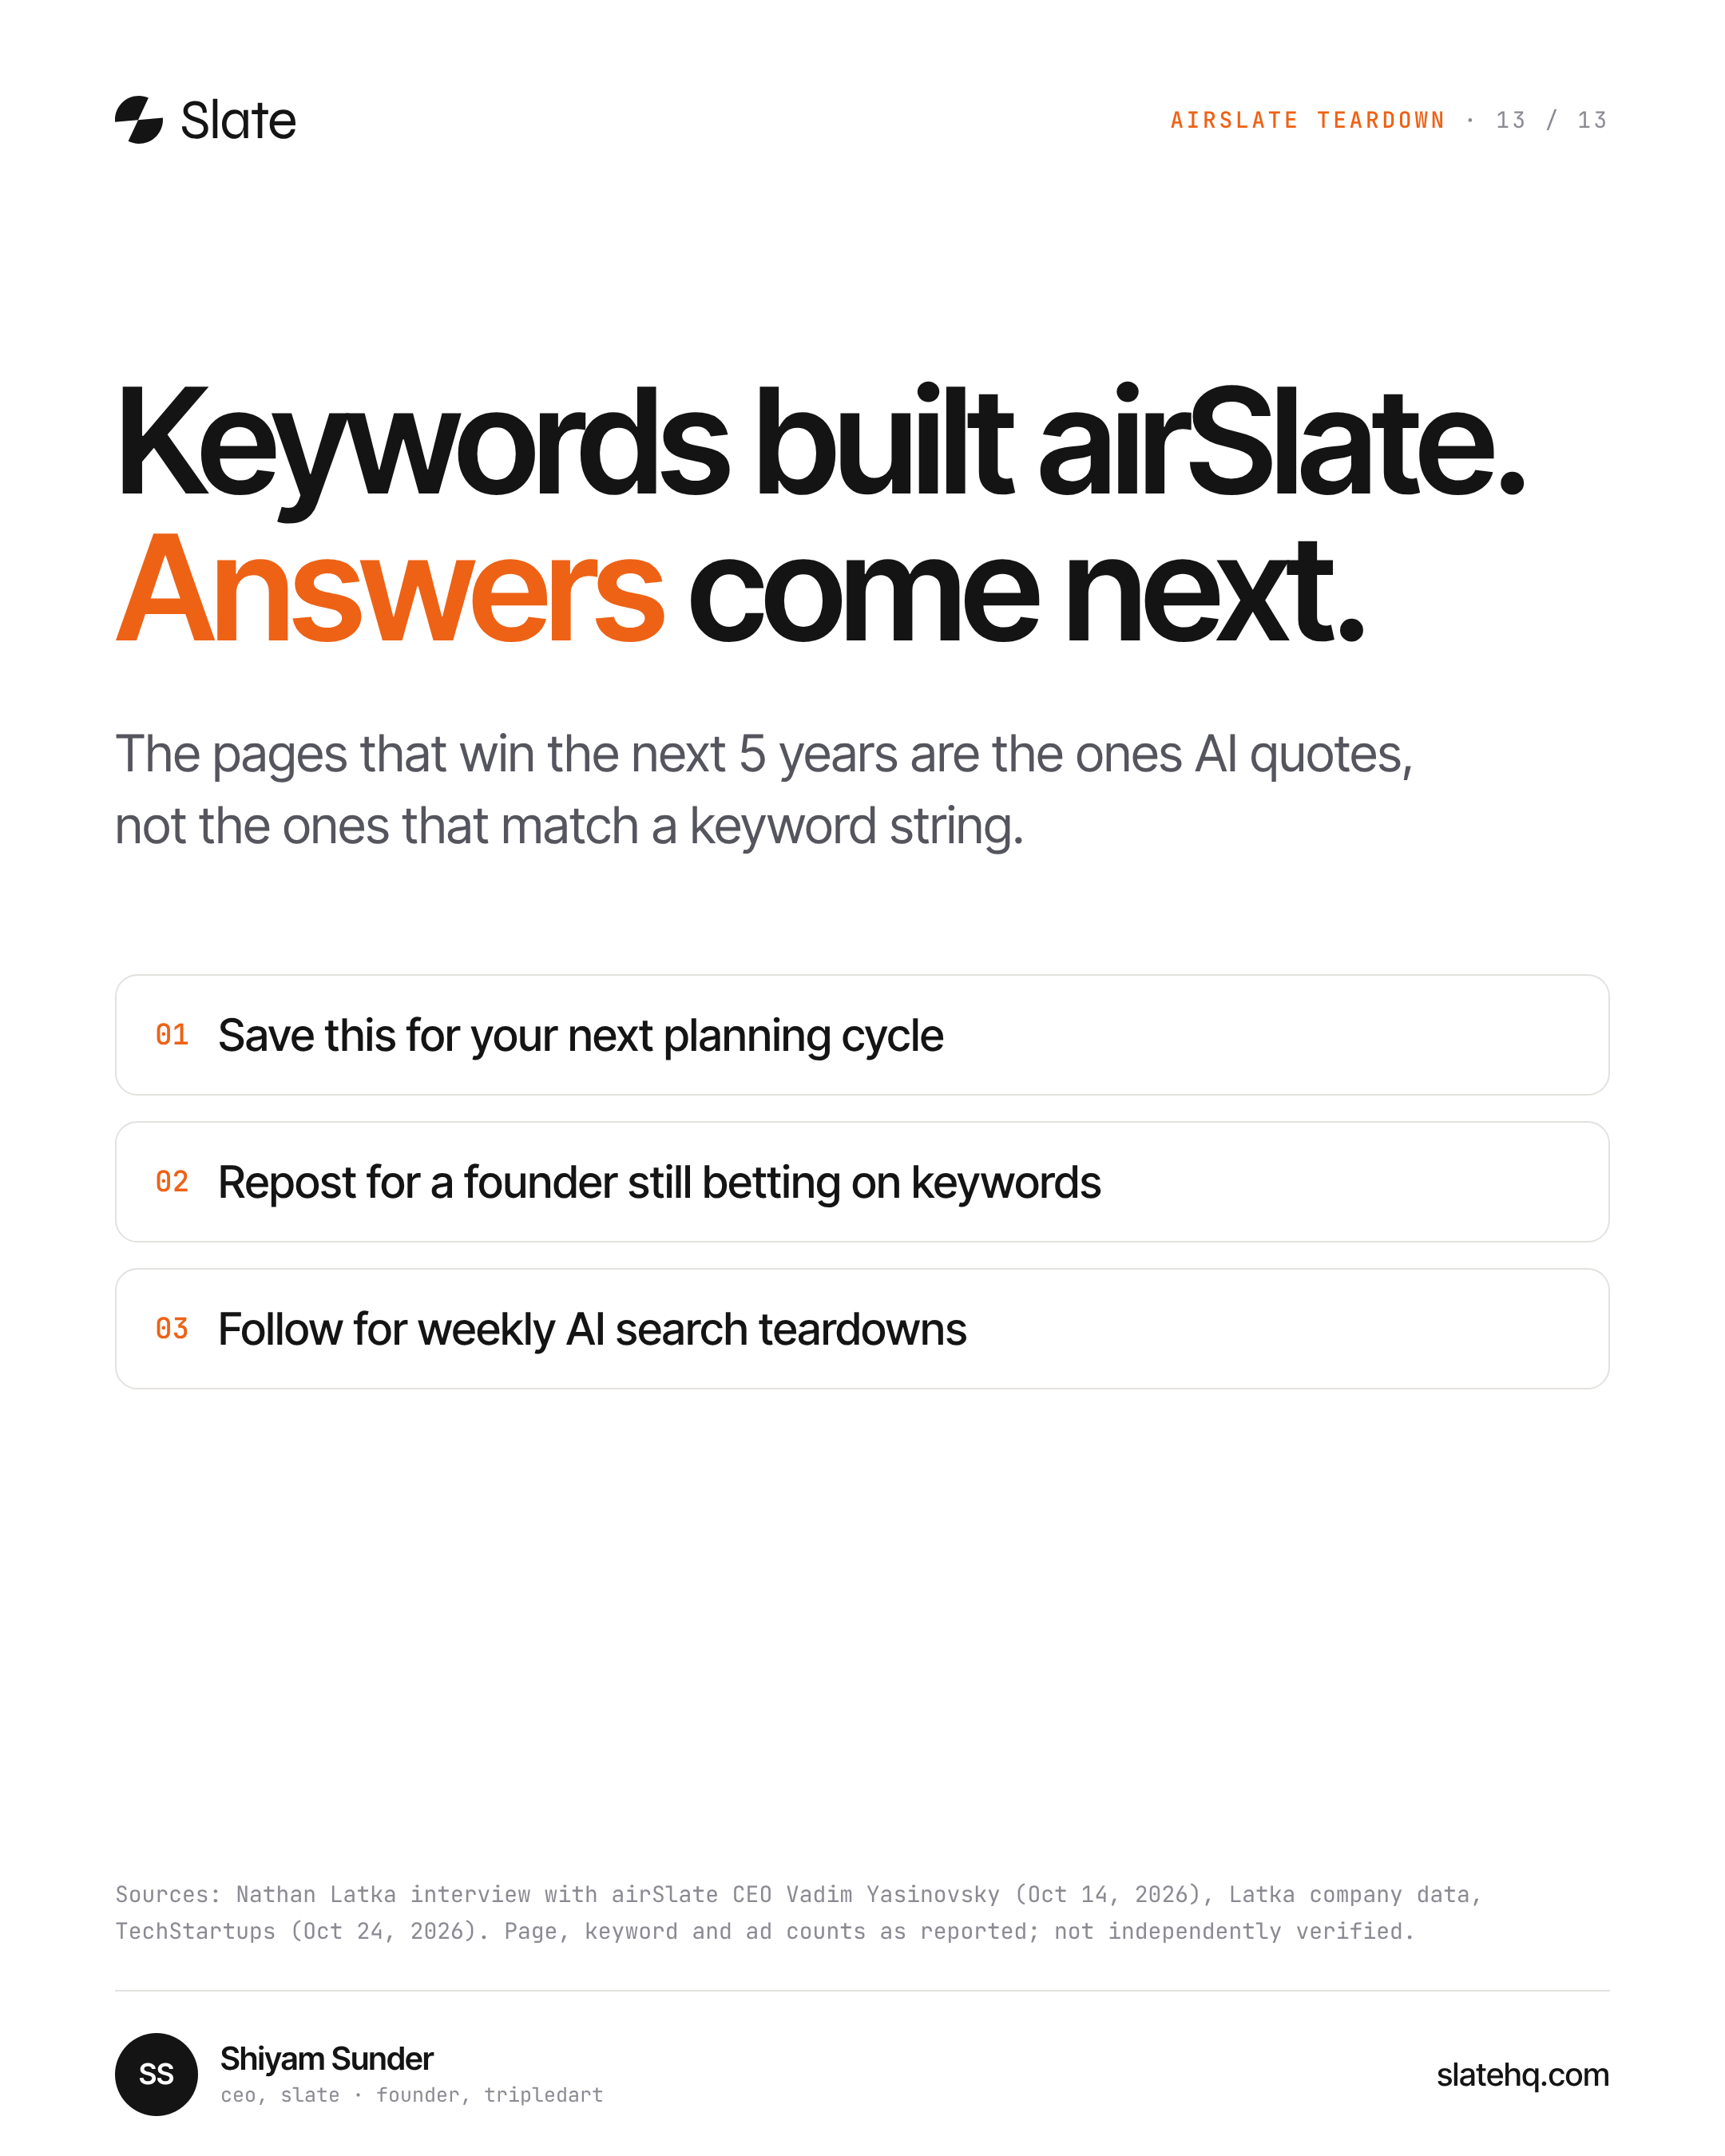 Slate
AIRSLATE TEARDOWN · 13 / 13
Keywords built airSlate.
Answers come next.
The pages that win the next 5 years are the ones AI quotes,
not the ones that match a keyword string.
01 Save this for your next planning cycle
02 Repost for a founder still betting on keywords
03 Follow for weekly AI search teardowns
Sources: Nathan Latka interview with airSlate CEO Vadim Yasinovsky (Oct 14, 2026), Latka company data,
TechStartups (Oct 24, 2026). Page, keyword and ad counts as reported; not independently verified.
SS
Shiyam Sunder
ceo, slate · founder, tripledart
slatehq.com